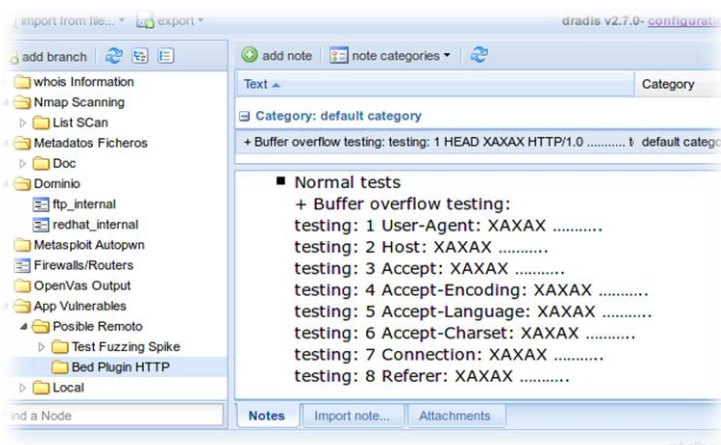 import from file... export
dradis v2.7.0- configuratio
add branch
add note note categories
whois Information
Nmap Scanning
List SCan
Metadatos Ficheros
Doc
Dominio
ftp_internal
redhat_internal
Metasploit Autopwn
Firewalls/Routers
OpenVas Output
App Vulnerables
Posible Remoto
Test Fuzzing Spike
Bed Plugin HTTP
Local
Find a Node
Text Category
Category: default category
+ Buffer overflow testing: testing: 1 HEAD XAXAX HTTP/1.0 ........... t default catego
■ Normal tests
+ Buffer overflow testing:
testing: 1 User-Agent: XAXAX ...........
testing: 2 Host: XAXAX ...........
testing: 3 Accept: XAXAX ...........
testing: 4 Accept-Encoding: XAXAX ...........
testing: 5 Accept-Language: XAXAX ...........
testing: 6 Accept-Charset: XAXAX ...........
testing: 7 Connection: XAXAX ...........
testing: 8 Referer: XAXAX ...........
Notes Import note... Attachments